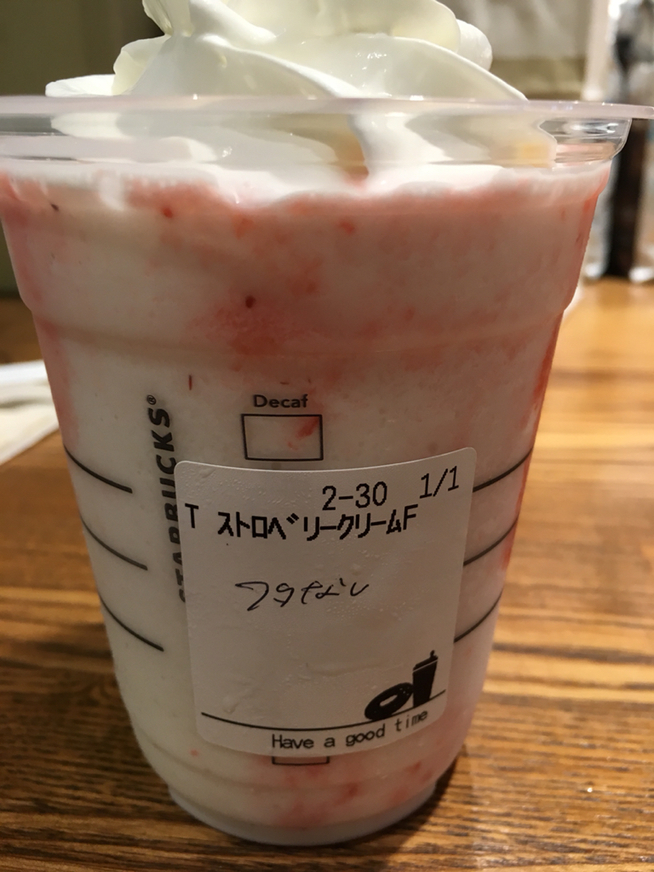 Decaf
STARBUCKS®
2-30 1/1
T ストロベリークリームF
フタなし
Have a good time